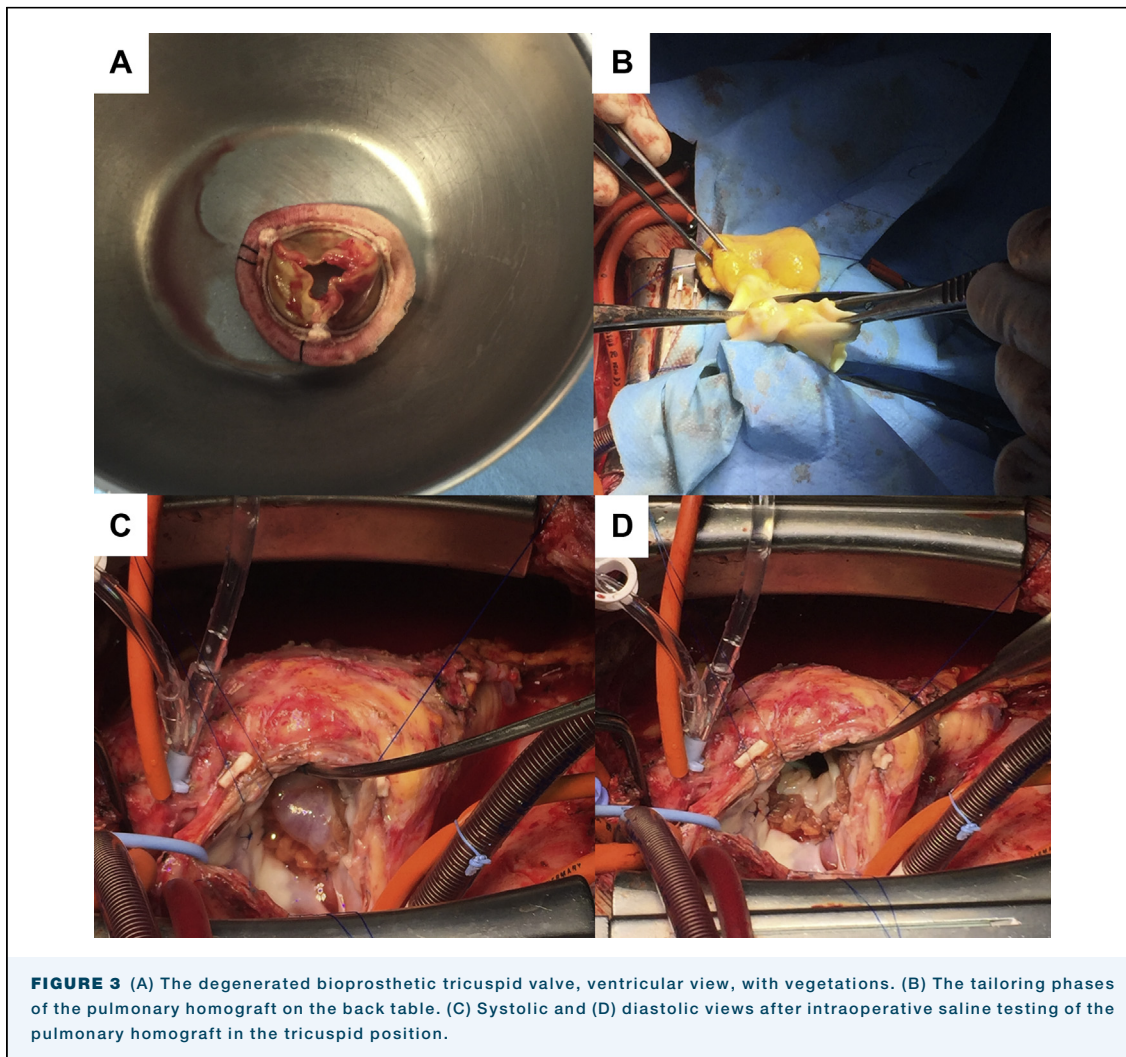 A
B
C
D
FIGURE 3 (A) The degenerated bioprosthetic tricuspid valve, ventricular view, with vegetations. (B) The tailoring phases
of the pulmonary homograft on the back table. (C) Systolic and (D) diastolic views after intraoperative saline testing of the
pulmonary homograft in the tricuspid position.